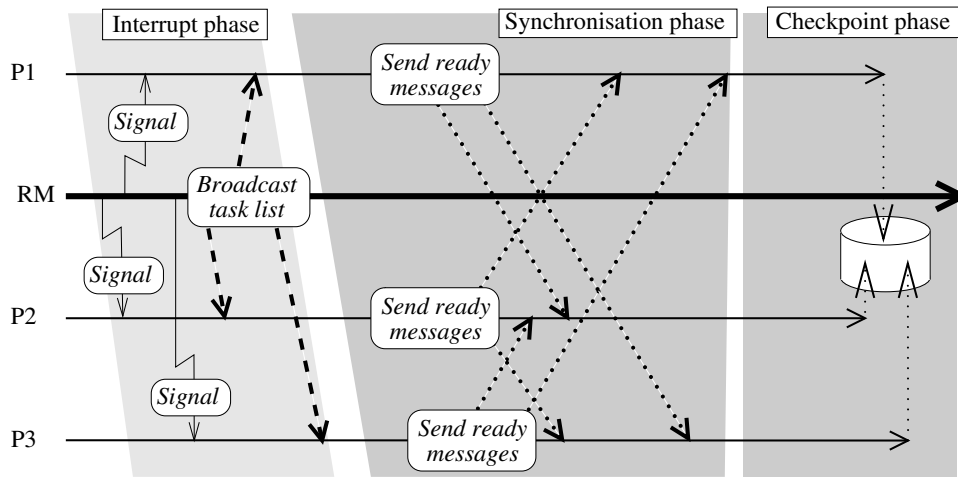 Interrupt phase
Synchronisation phase
Checkpoint phase
P1
Send ready
messages
Signal
RM
Broadcast
task list
Signal
P2
Send ready
messages
Signal
P3
Send ready
messages